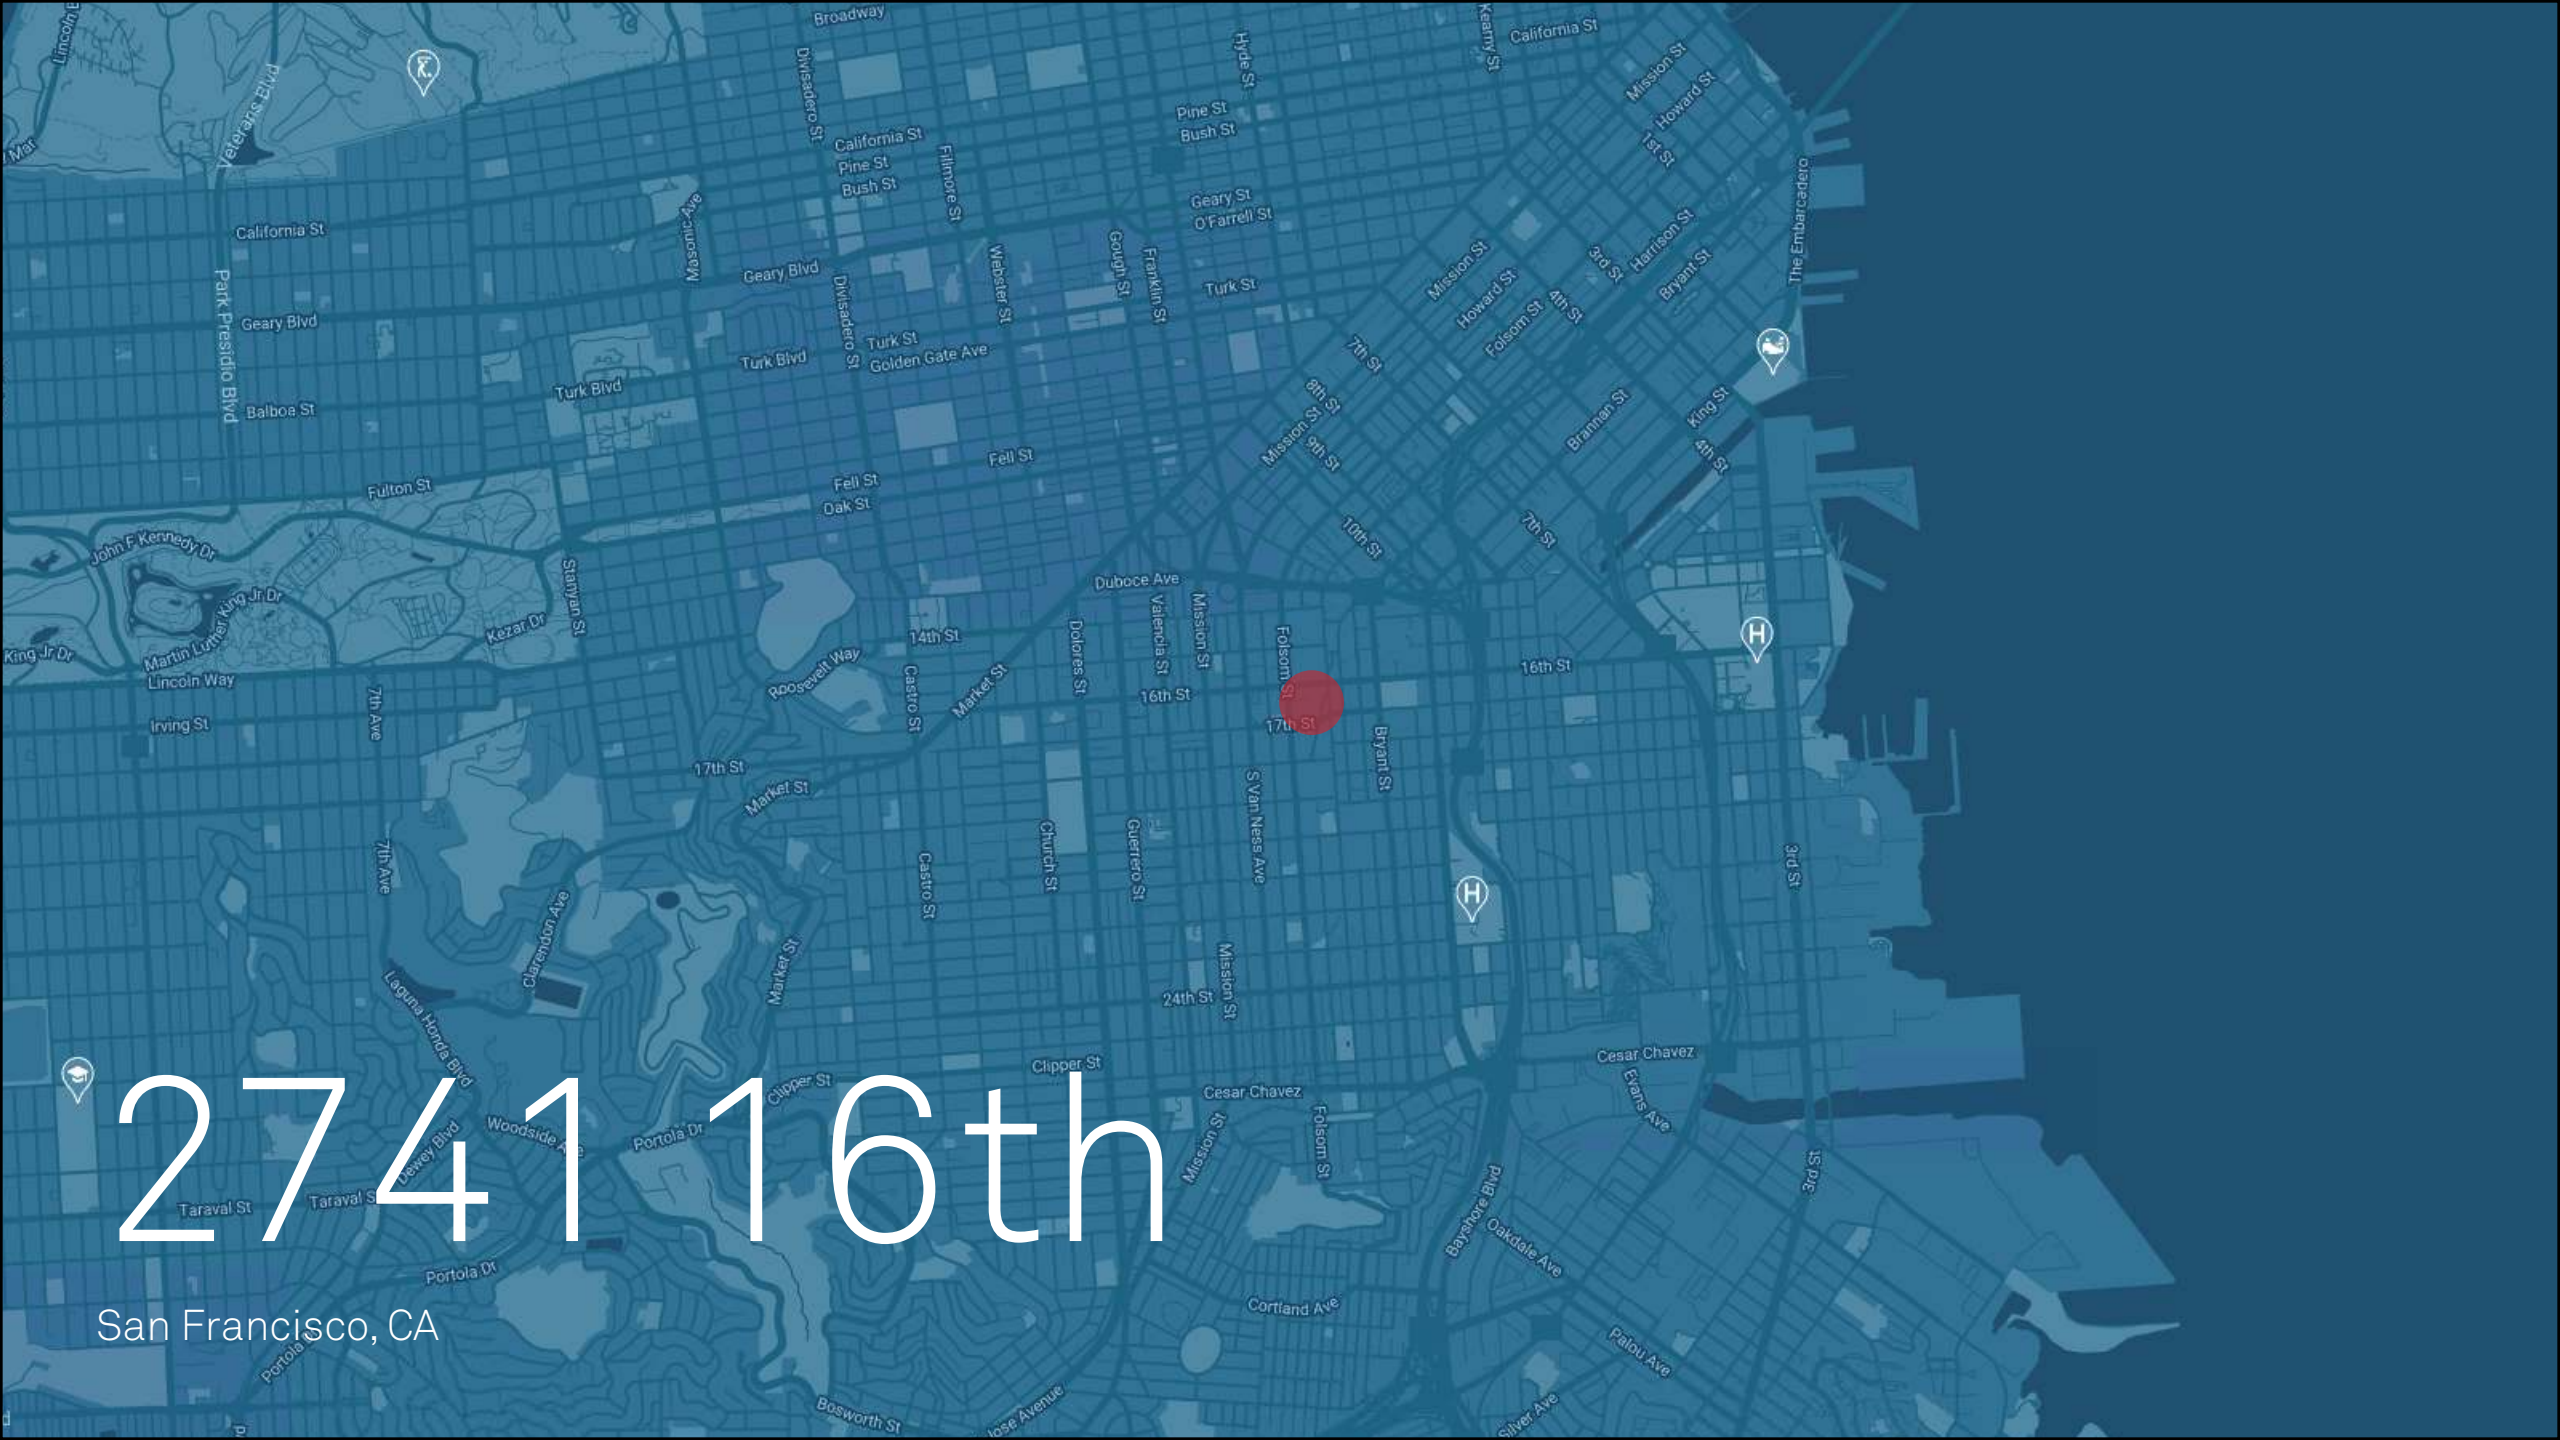 Lincoln B
Broadway
Kearny St
California St
Hyde St
Mission St
Divisadero St
Veterans Blvd
Howard St
Pine St
California St
Bush St
1st St
Pine St
Fillmore St
Bush St
The Embarcadero
Geary St
O'Farrell St
Masonic Ave
California St
Harrison St
3rd St
Geary Blvd
Webster St
Gough St
Franklin St
Mission St
Bryant St
Park Presidio Blvd
Turk St
Howard St
4th St
Divisadero St
Geary Blvd
Folsom St
Turk St
Golden Gate Ave
7th St
Turk Blvd
Turk Blvd
8th St
Balboa St
King St
Brannan St
Mission St
9th St
Fell St
4th St
Fulton St
Fell St
Oak St
10th St
7th St
John F Kennedy Dr
Duboce Ave
Stanyan St
Martin Luther King Jr Dr
Kezar Dr
14th St
Valencia St
Mission St
Dolores St
Folsom St
King Jr Dr
Roosevelt Way
16th St
Lincoln Way
Castro St
Market St
16th St
7th Ave
Irving St
17th St
17th St
Bryant St
Market St
S Van Ness Ave
7th Ave
Church St
Guerrero St
3rd St
Castro St
Clarendon Ave
Market St
Mission St
24th St
Laguna Honda Blvd
Clipper St
Cesar Chavez
Clipper St
Cesar Chavez
Evans Ave
2741 16th
Woodside Ave
Portola Dr
Dewey Blvd
Mission St
Folsom St
3rd St
Taraval St
Taraval S
Bayshore Blvd
Oakdale Ave
Portola Dr
Cortland Ave
San Francisco, CA
Portola D
Palou Ave
Bosworth St
Jose Avenue
Silver Ave